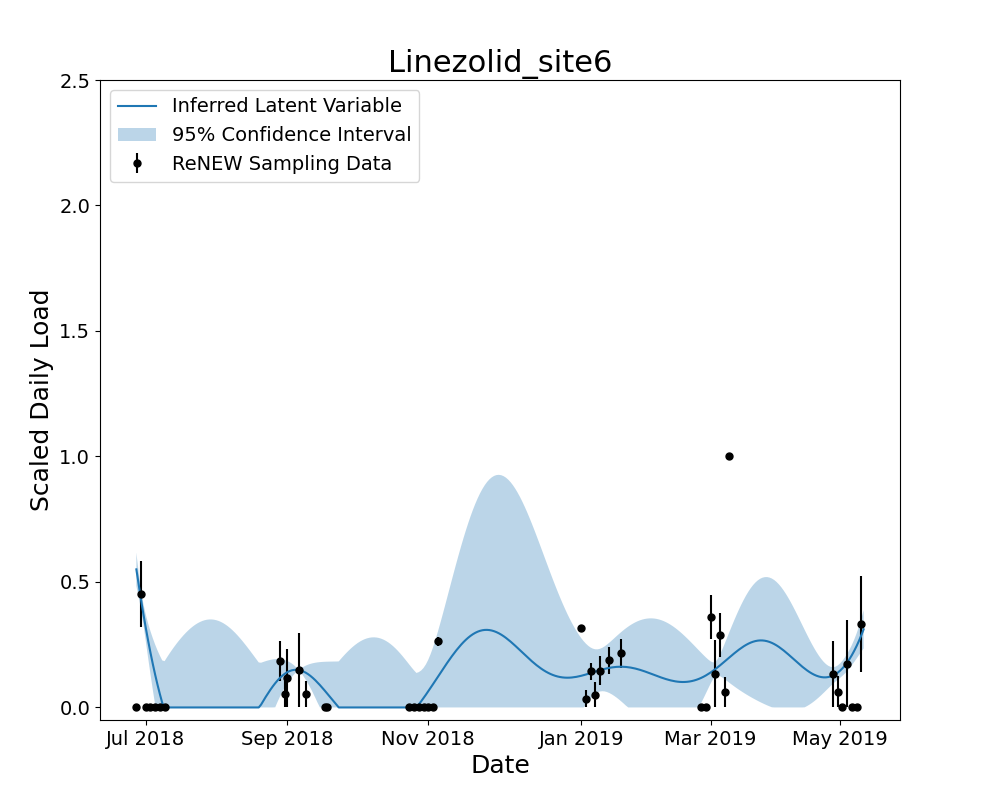 Linezolid_site6
Inferred Latent Variable
95% Confidence Interval
ReNEW Sampling Data
Scaled Daily Load
2.5
2.0
1.5
1.0
0.5
0.0
Jul 2018 Sep 2018 Nov 2018 Jan 2019 Mar 2019 May 2019
Date